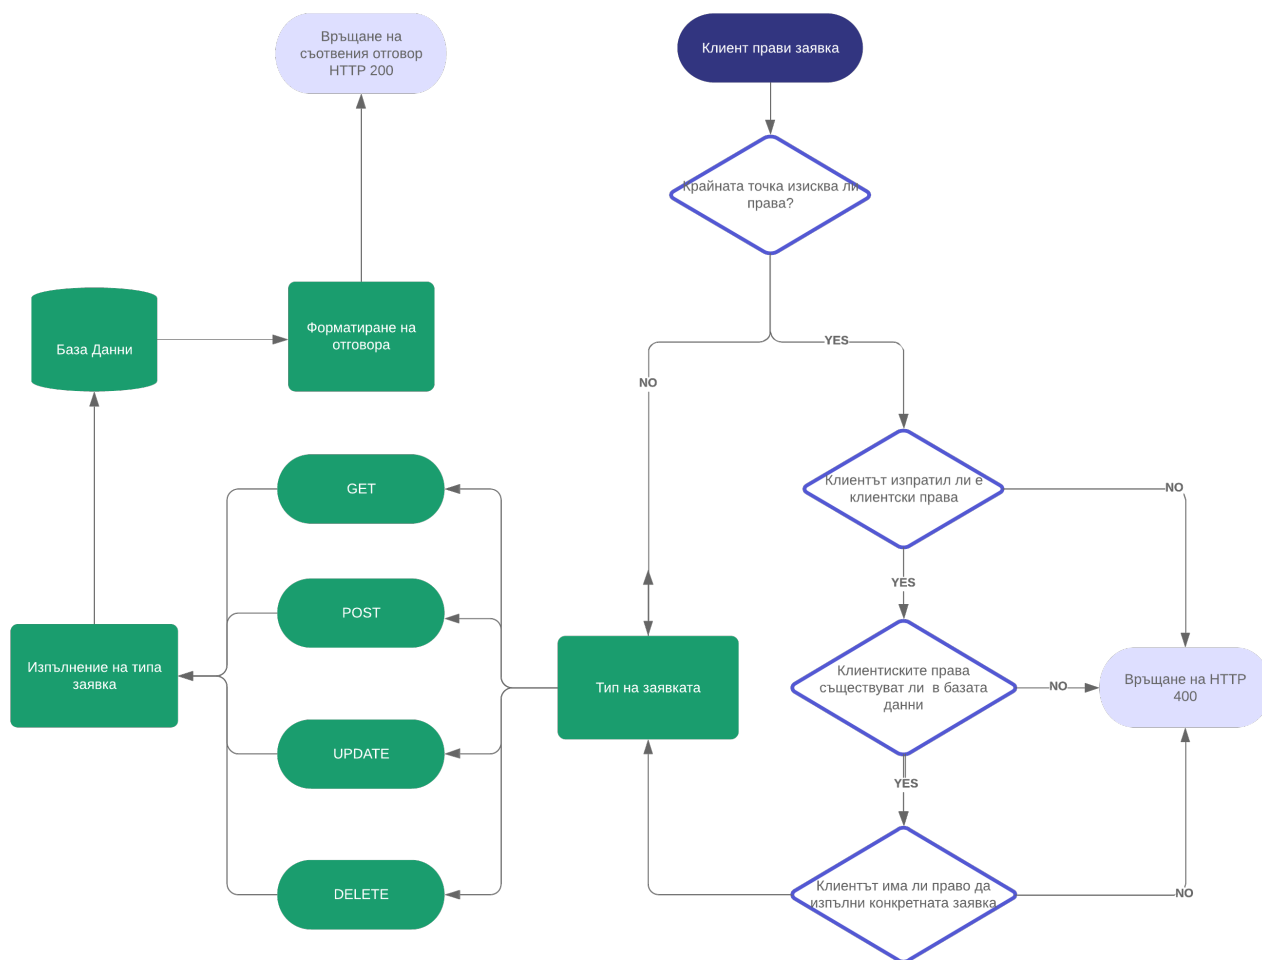 Връщане на
съотвения отговор
HTTP 200
Клиент прави заявка
Крайната точка изисква ли
права?
База Данни
Форматиране на
отговора
YES
NO
GET
Клиентът изпратил ли е
клиентски права
NO
YES
POST
Изпълнение на типа
заявка
Тип на заявката
Клиентиските права
съществуват ли в базата
данни
NO
Връщане на HTTP
400
UPDATE
YES
DELETE
Клиентът има ли право да
изпълни конкретната заявка
NO